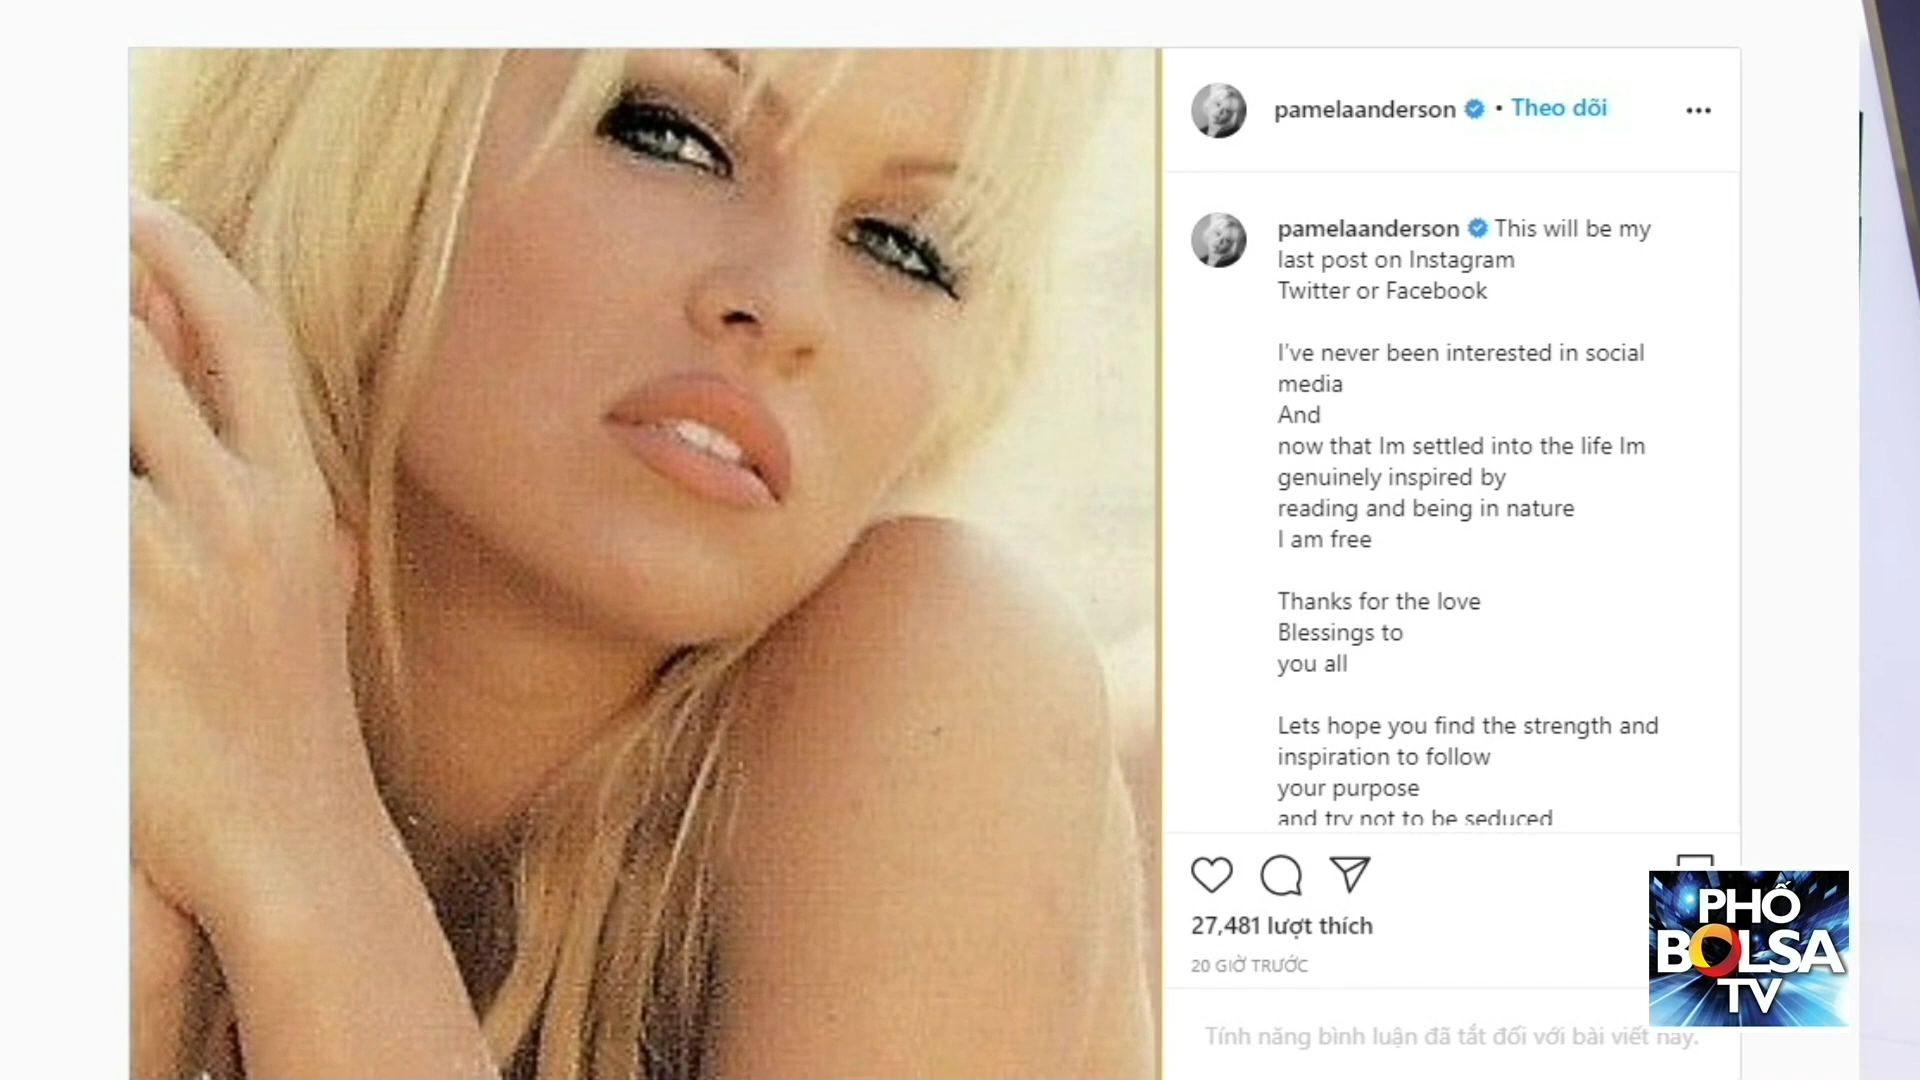 pamelaanderson • Theo dõi
pamelaanderson This will be my
last post on Instagram
Twitter or Facebook
I've never been interested in social
media
And
now that Im settled into the life Im
genuinely inspired by
reading and being in nature
I am free
Thanks for the love
Blessings to
you all
Lets hope you find the strength and
inspiration to follow
your purpose
and try not to be seduced
27,481 lượt thích
20 GIỜ TRƯỚC
Tính năng bình luận đã tắt đối với bài viết này.
PHỐ
BOLSA
TV